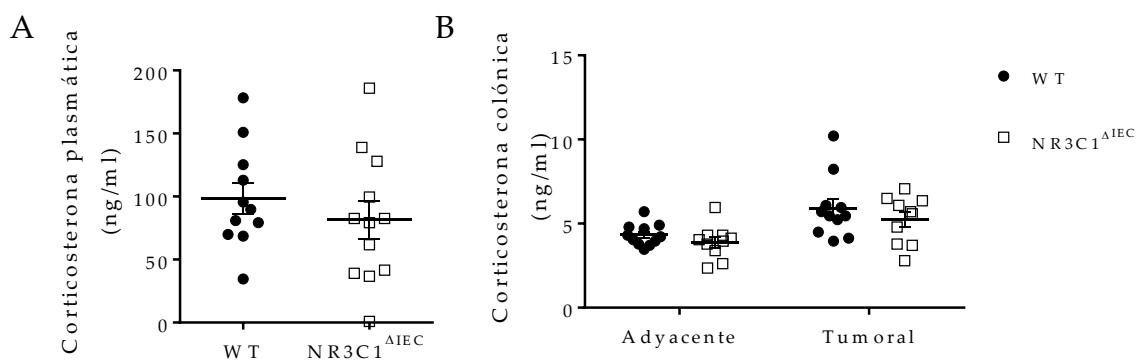 A
Corticosterona plasmática
(ng/ml)
200
150
100
50
0
WT
NR3C1ΔIEC
B
Corticosterona colónica
(ng/ml)
15
10
5
0
Adyacente
Tumoral
WT
NR3C1ΔIEC